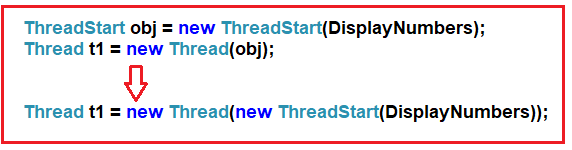 ThreadStart obj = new ThreadStart(DisplayNumbers);
Thread t1 = new Thread(obj);
Thread t1 = new Thread(new ThreadStart(DisplayNumbers));